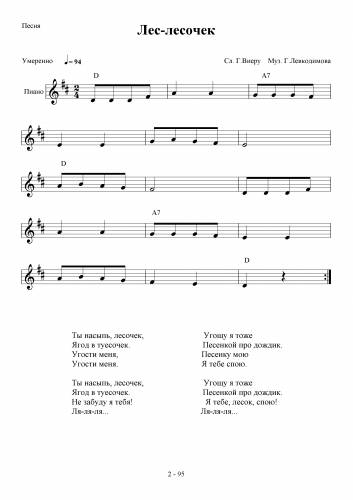 Песня
Лес-лесочек
Умеренно ♩ = 94
Сл. Г.Виеру Муз. Г.Левкодимова
D A7
Пиано
2
4
D
A7
D
Ты насыпь, лесочек,
Ягод в туесочек.
Угости меня,
Угости меня.
Угощу я тоже
Песенкой про дождик.
Песенку мою
Я тебе спою.
Ты насыпь, лесочек,
Ягод в туесочек.
Не забуду я тебя!
Ля-ля-ля...
Угощу я тоже
Песенкой про дождик.
Я тебе, лесок, спою!
Ля-ля-ля...
2 - 95